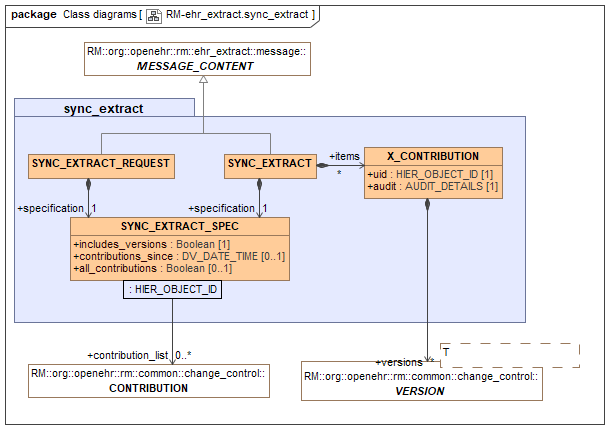 package Class diagrams [ RM-ehr_extract.sync_extract ]
RM::org::openehr::rm::ehr_extract::message::
MESSAGE_CONTENT
sync_extract
SYNC_EXTRACT_REQUEST
SYNC_EXTRACT
+items
*
X_CONTRIBUTION
+uid : HIER_OBJECT_ID [1]
+audit : AUDIT_DETAILS [1]
+specification 1
+specification 1
SYNC_EXTRACT_SPEC
+includes_versions : Boolean [1]
+contributions_since : DV_DATE_TIME [0..1]
+all_contributions : Boolean [0..1]
: HIER_OBJECT_ID
+contribution_list 0..*
RM::org::openehr::rm::common::change_control::
CONTRIBUTION
T
+versions *
RM::org::openehr::rm::common::change_control::
VERSION